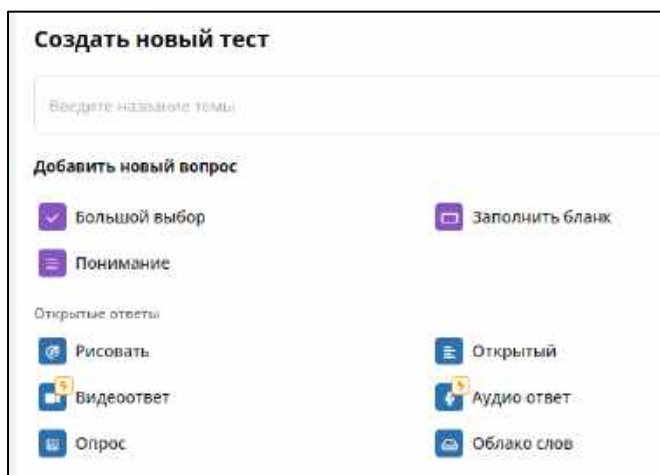 Создать новый тест
Введите название темы
Добавить новый вопрос
Большой выбор
Заполнить бланк
Понимание
Открытые ответы
Рисовать
Открытый
Видеоответ
Аудио ответ
Опрос
Облако слов